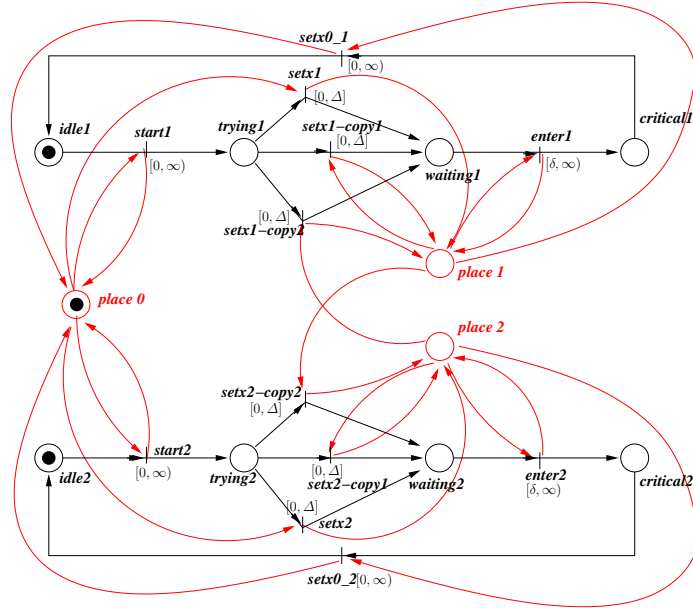 setx0_1
[0, ∞)
setx1
[0, Δ]
idle1
start1
trying1
setx1−copy1
enter1
critical1
[0, Δ]
[0, ∞)
[δ, ∞)
waiting1
[0, Δ]
setx1−copy2
place 1
place 0
place 2
setx2−copy2
[0, Δ]
start2
idle2
[0, ∞)
trying2
[0, Δ]
setx2−copy1
waiting2
enter2
critical2
[δ, ∞)
[0, Δ]
setx2
setx0_2
[0, ∞)